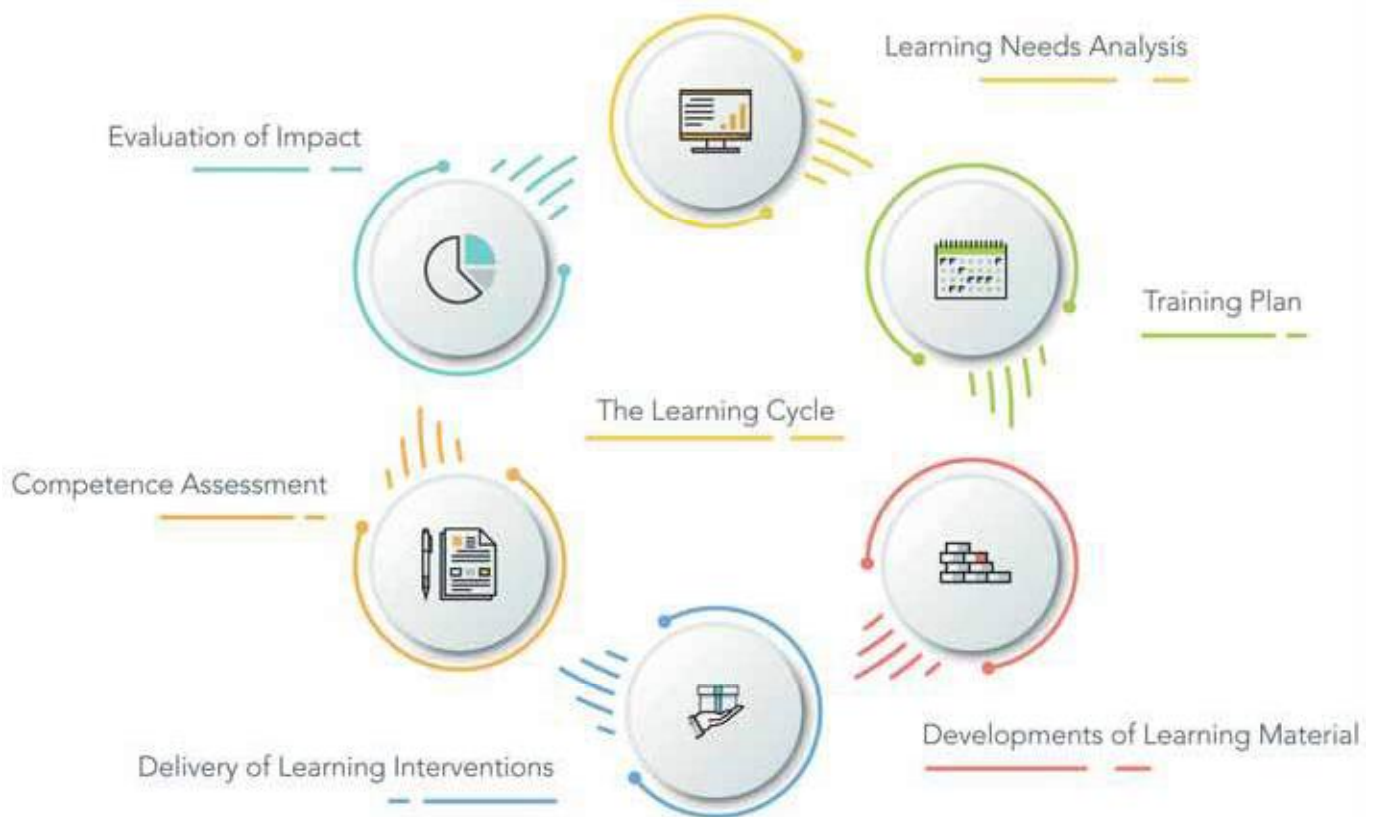 Learning Needs Analysis
Evaluation of Impact
Training Plan
The Learning Cycle
Competence Assessment
Developments of Learning Material
Delivery of Learning Interventions